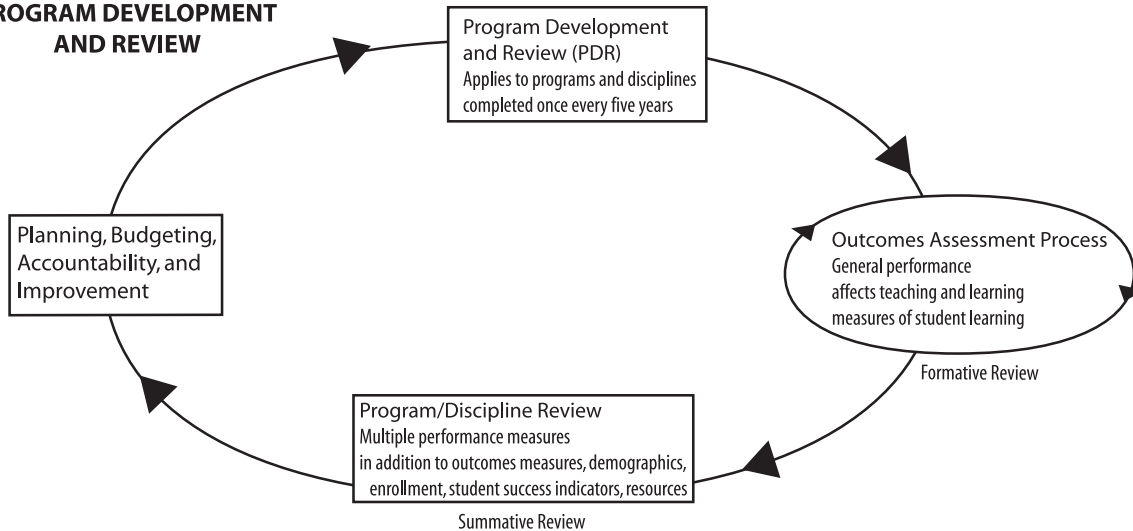 ROGRAM DEVELOPMENT
AND REVIEW
Program Development
and Review (PDR)
Applies to programs and disciplines
completed once every five years
Planning, Budgeting,
Accountability, and
Improvement
Outcomes Assessment Process
General performance
affects teaching and learning
measures of student learning
Formative Review
Program/Discipline Review
Multiple performance measures
in addition to outcomes measures, demographics,
enrollment, student success indicators, resources
Summative Review